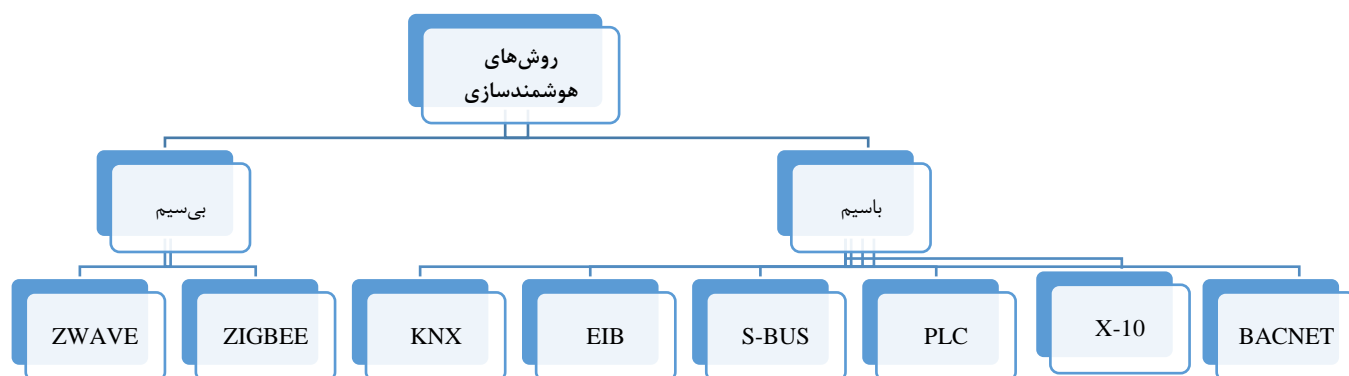 روش‌های
هوشمندسازی
بی‌سیم
باسیم
ZWAVE
ZIGBEE
KNX
EIB
S-BUS
PLC
X-10
BACNET